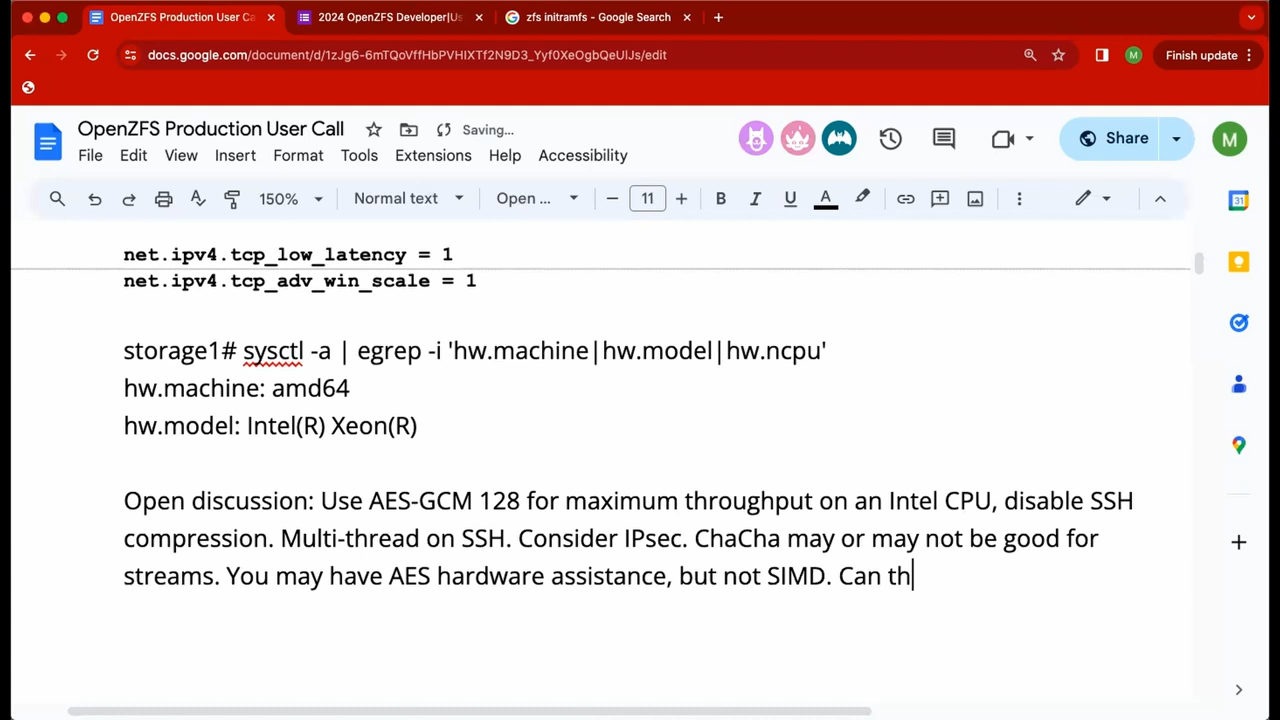 OpenZFS Production User Ca
2024 OpenZFS Developer|Us
zfs initramfs - Google Search
docs.google.com/document/d/1zJg6-6mTQoVffHbPVHIXTf2N9D3_Yyf0XeOgbQeUlJs/edit
M
Finish update
OpenZFS Production User Call
Saving...
File Edit View Insert Format Tools Extensions Help Accessibility
Share
M
150%
Normal text
Open ...
11
B I U A
31
net.ipv4.tcp_low_latency = 1
net.ipv4.tcp_adv_win_scale = 1
storage1# sysctl -a | egrep -i 'hw.machine|hw.model|hw.ncpu'
hw.machine: amd64
hw.model: Intel(R) Xeon(R)
Open discussion: Use AES-GCM 128 for maximum throughput on an Intel CPU, disable SSH
compression. Multi-thread on SSH. Consider IPsec. ChaCha may or may not be good for
streams. You may have AES hardware assistance, but not SIMD. Can th